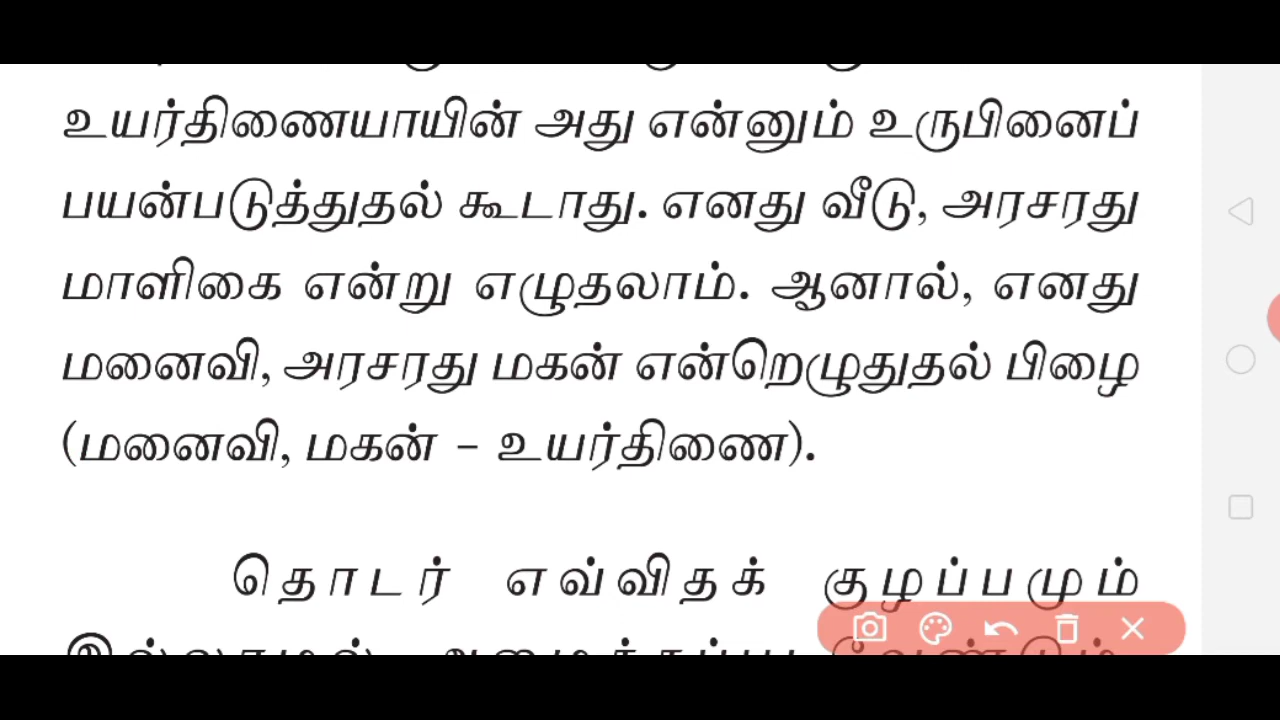 உயர்திணையாயின் அது என்னும் உருபினைப்
பயன்படுத்துதல் கூடாது. எனது வீடு, அரசரது
மாளிகை என்று எழுதலாம். ஆனால், எனது
மனைவி, அரசரது மகன் என்றெழுதுதல் பிழை
(மனைவி, மகன் – உயர்திணை).
தொடர் எவ்விதக் குழப்பமும்